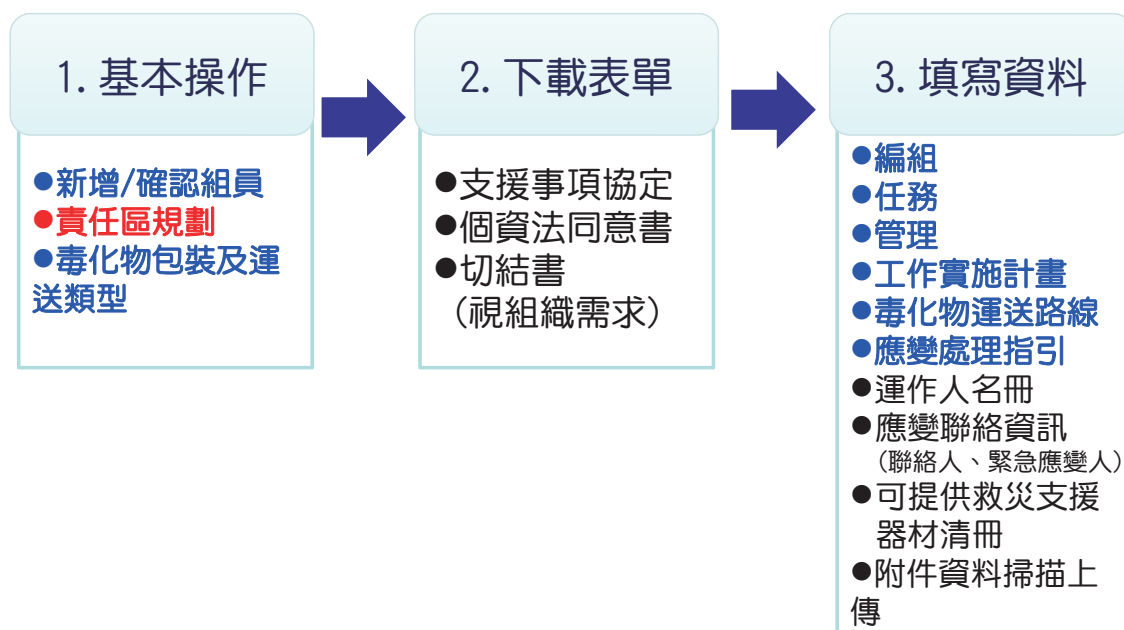 1. 基本操作
●新增/確認組員
●責任區規劃
●毒化物包裝及運
送類型
2. 下載表單
●支援事項協定
●個資法同意書
●切結書
（視組織需求）
3. 填寫資料
●編組
●任務
●管理
●工作實施計畫
●毒化物運送路線
●應變處理指引
●運作人名冊
●應變聯絡資訊
（聯絡人、緊急應變人）
●可提供救災支援
器材清冊
●附件資料掃描上
傳